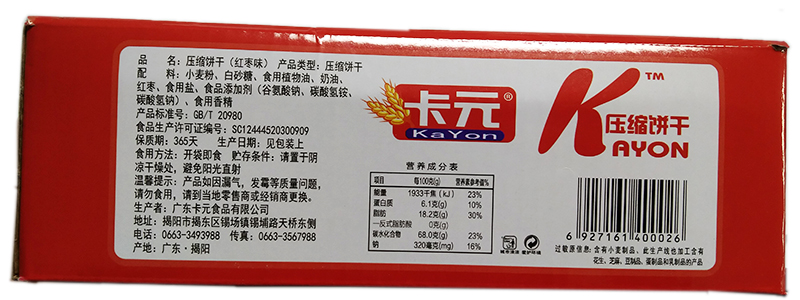 品　名：压缩饼干（红枣味） 产品类型：压缩饼干
配　料：小麦粉、白砂糖、食用植物油、奶油、
红枣、食用盐、食品添加剂（谷氨酸钠、碳酸氢铵、
碳酸氢钠）、食用香精
产品标准号：GB/T 20980
食品生产许可证编号：SC12444520300909
保质期：365天　生产日期：见包装上
食用方法：开袋即食　贮存条件：请置于阴
凉干燥处，避免阳光直射
温馨提示：产品如因漏气，发霉等质量问题，
请勿食用，请到当地零售商或经销商更换。
生产者：广东卡元食品有限公司
地址：揭阳市揭东区锡场镇锡埔路天桥东侧
电话：0663-3493988　传真：0663-3567988
产地：广东·揭阳
卡元®
KaYon
营养成分表
项目 每100克(g) 营养素参考值%
能量 1933千焦（kJ） 23%
蛋白质 6.1克(g) 10%
脂肪 18.2克(g) 30%
—反式脂肪酸 0克(g)
碳水化合物 68.0克(g) 23%
钠 320毫克(mg) 16%
K™
压缩饼干
AYON
6 927161 400026
过敏原信息：含有小麦制品、此生产线也加工含有
花生、芝麻、豆制品、蛋制品和乳制品的产品